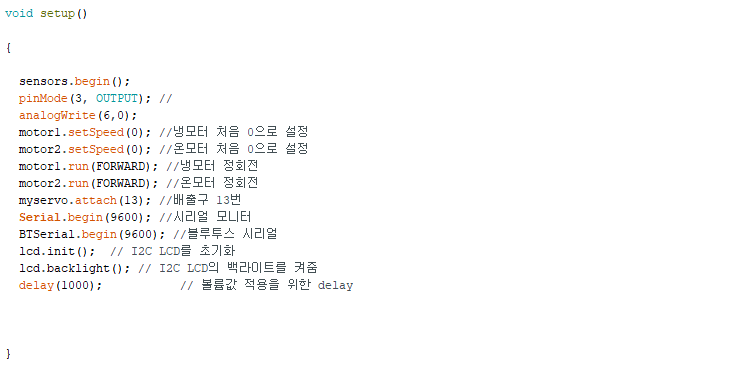 void setup()
{
sensors.begin();
pinMode(3, OUTPUT); //
analogWrite(6,0);
motor1.setSpeed(0); //냉모터 처음 0으로 설정
motor2.setSpeed(0); //온모터 처음 0으로 설정
motor1.run(FORWARD); //냉모터 정회전
motor2.run(FORWARD); //온모터 정회전
myservo.attach(13); //배출구 13번
Serial.begin(9600); //시리얼 모니터
BTSerial.begin(9600); //블루투스 시리얼
lcd.init();  // I2C LCD를 초기화
lcd.backlight(); // I2C LCD의 백라이트를 켜줌
delay(1000);           // 볼륨값 적용을 위한 delay
}